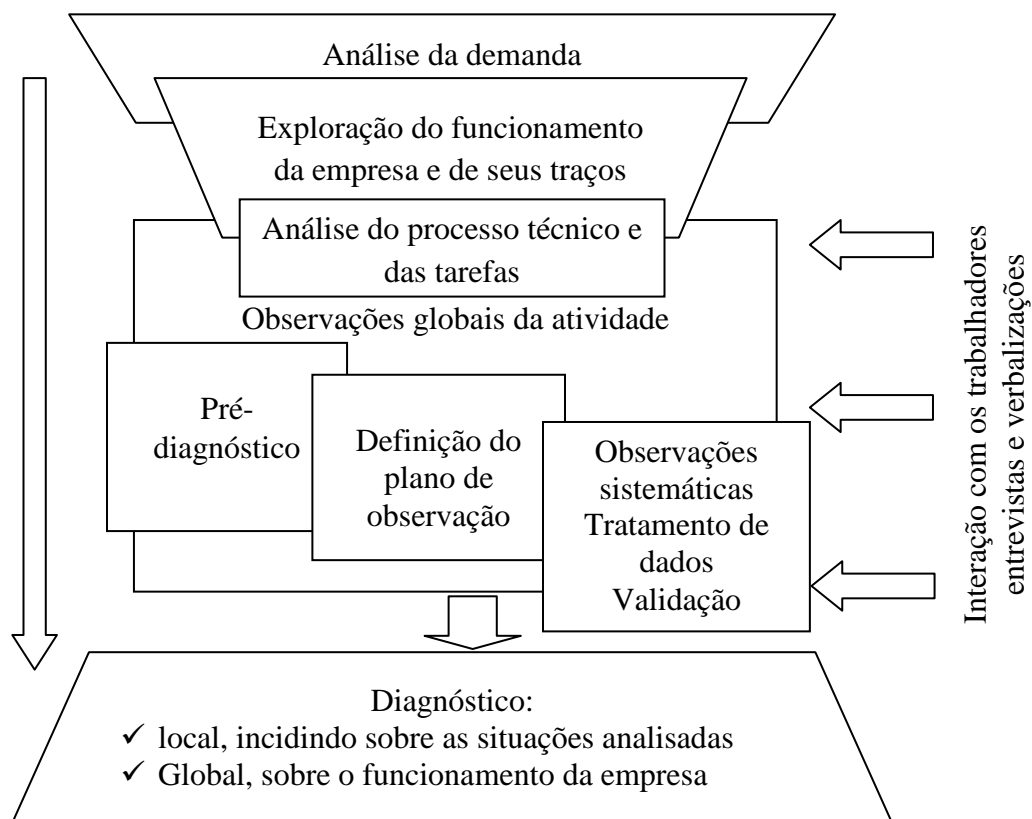 Análise da demanda
Exploração do funcionamento
da empresa e de seus traços
Análise do processo técnico e
das tarefas
Observações globais da atividade
Pré-
diagnóstico
Definição do
plano de
observação
Observações
sistemáticas
Tratamento de
dados
Validação
Interação com os trabalhadores
entrevistas e verbalizações
Diagnóstico:
✓ local, incidindo sobre as situações analisadas
✓ Global, sobre o funcionamento da empresa